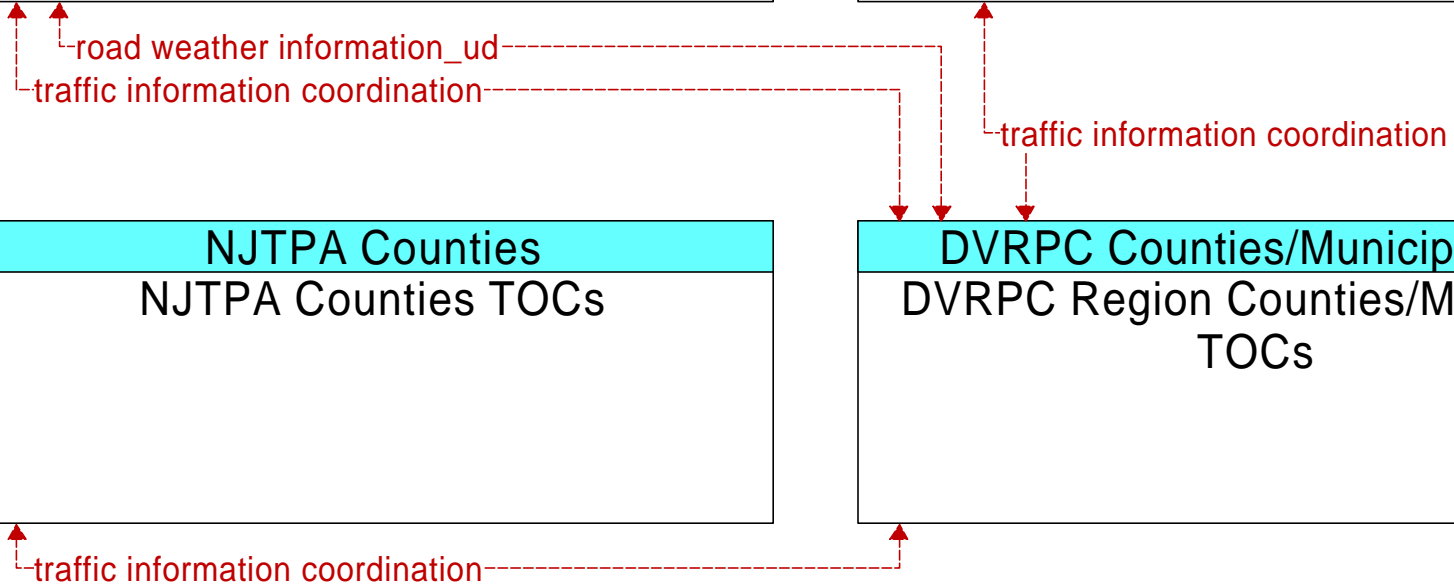 road weather information_ud
traffic information coordination
traffic information coordination
NJTPA Counties
NJTPA Counties TOCs
DVRPC Counties/Municip
DVRPC Region Counties/M
TOCs
traffic information coordination